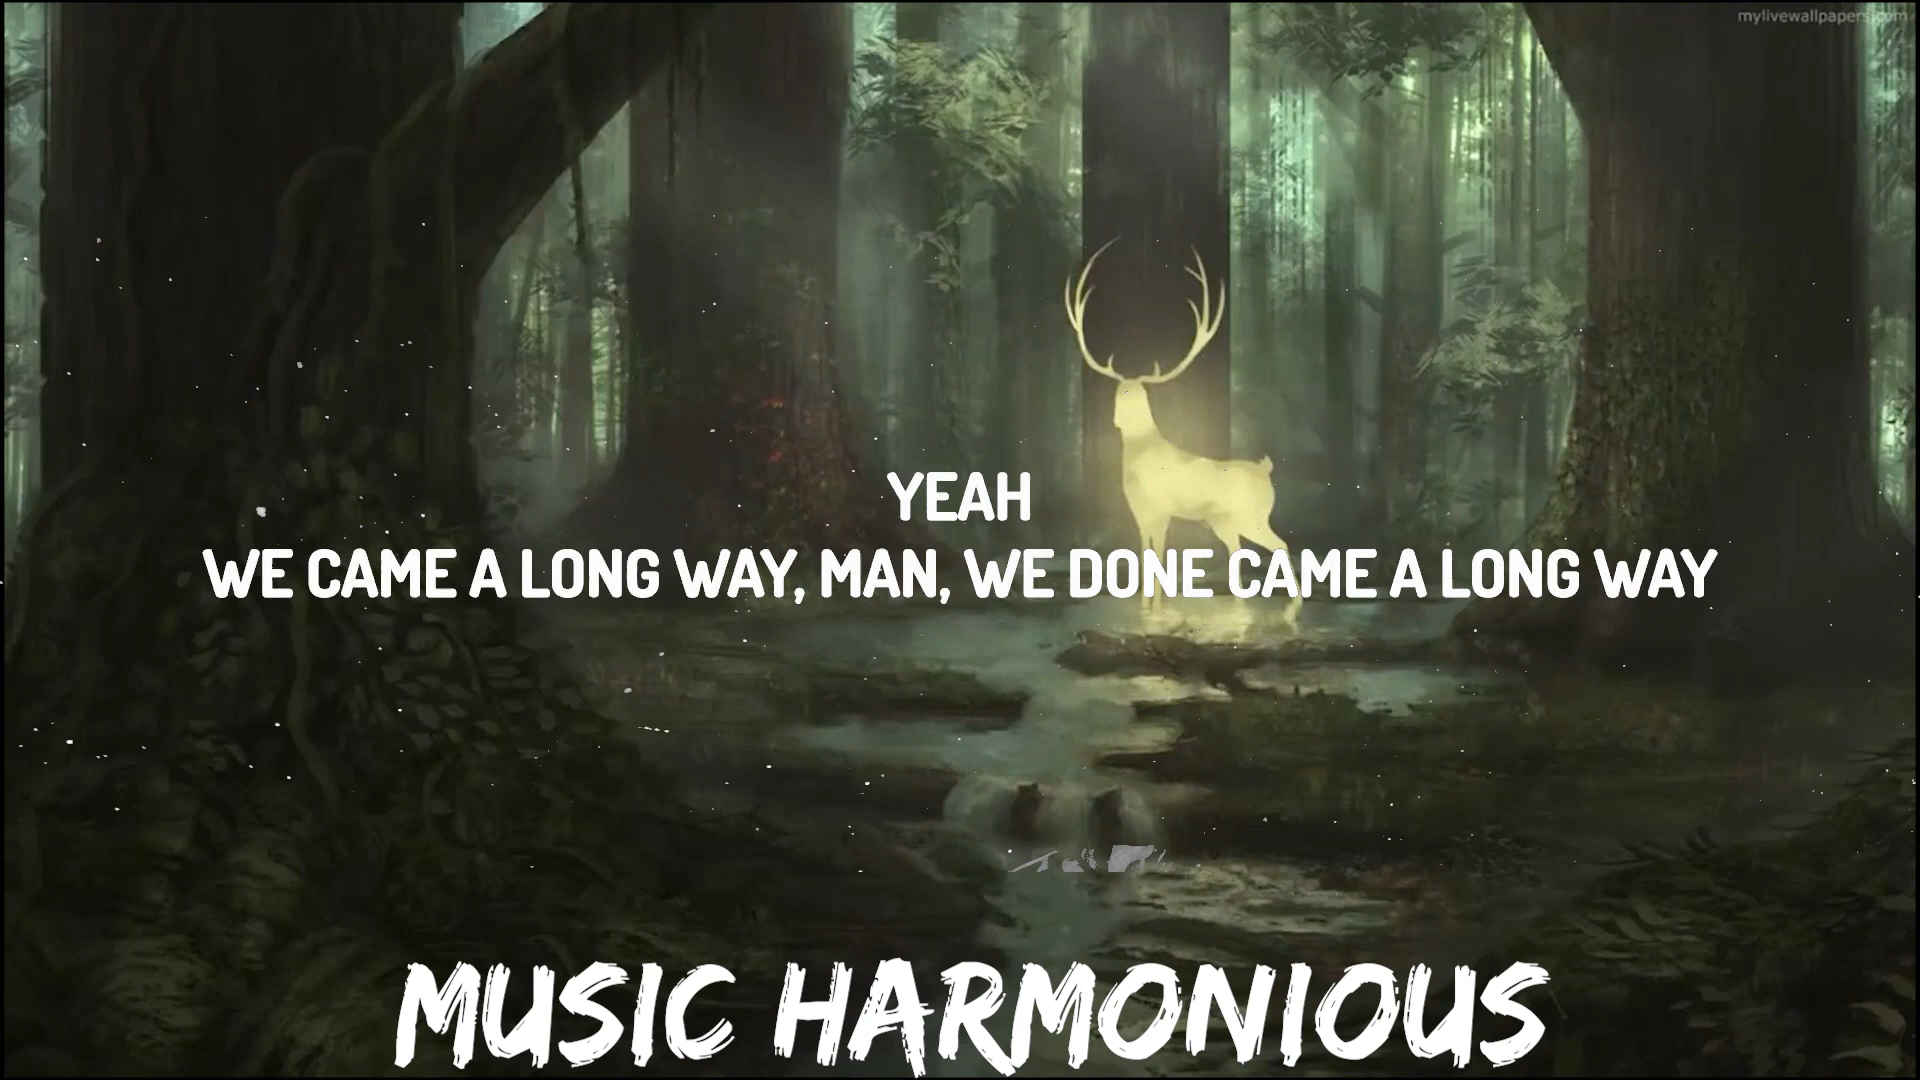 mylivewallpapers.com
YEAH
WE CAME A LONG WAY, MAN, WE DONE CAME A LONG WAY
MUSIC HARMONIOUS